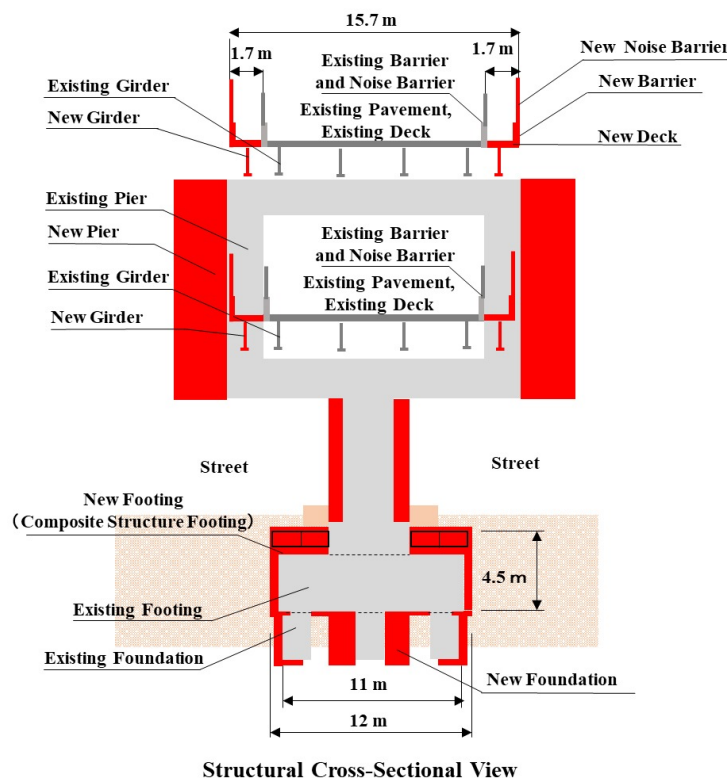 15.7 m
1.7 m
Existing Barrier
and Noise Barrier
1.7 m
New Noise Barrier
Existing Girder
New Barrier
New Girder
Existing Pavement,
Existing Deck
New Deck
Existing Pier
New Pier
Existing Barrier
and Noise Barrier
Existing Girder
Existing Pavement,
Existing Deck
New Girder
Street
Street
New Footing
（Composite Structure Footing）
4.5 m
Existing Footing
Existing Foundation
11 m
New Foundation
12 m
Structural Cross-Sectional View